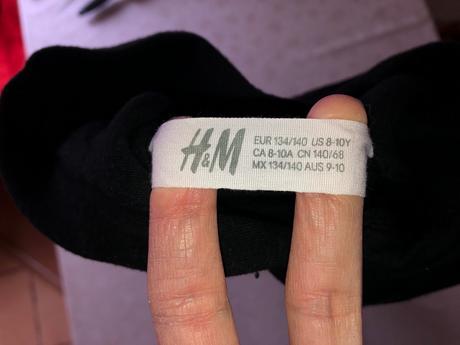 H&M
EUR 134/140 US 8-10Y
CA 8-10A CN 140/68
MX 134/140 AUS 9-10